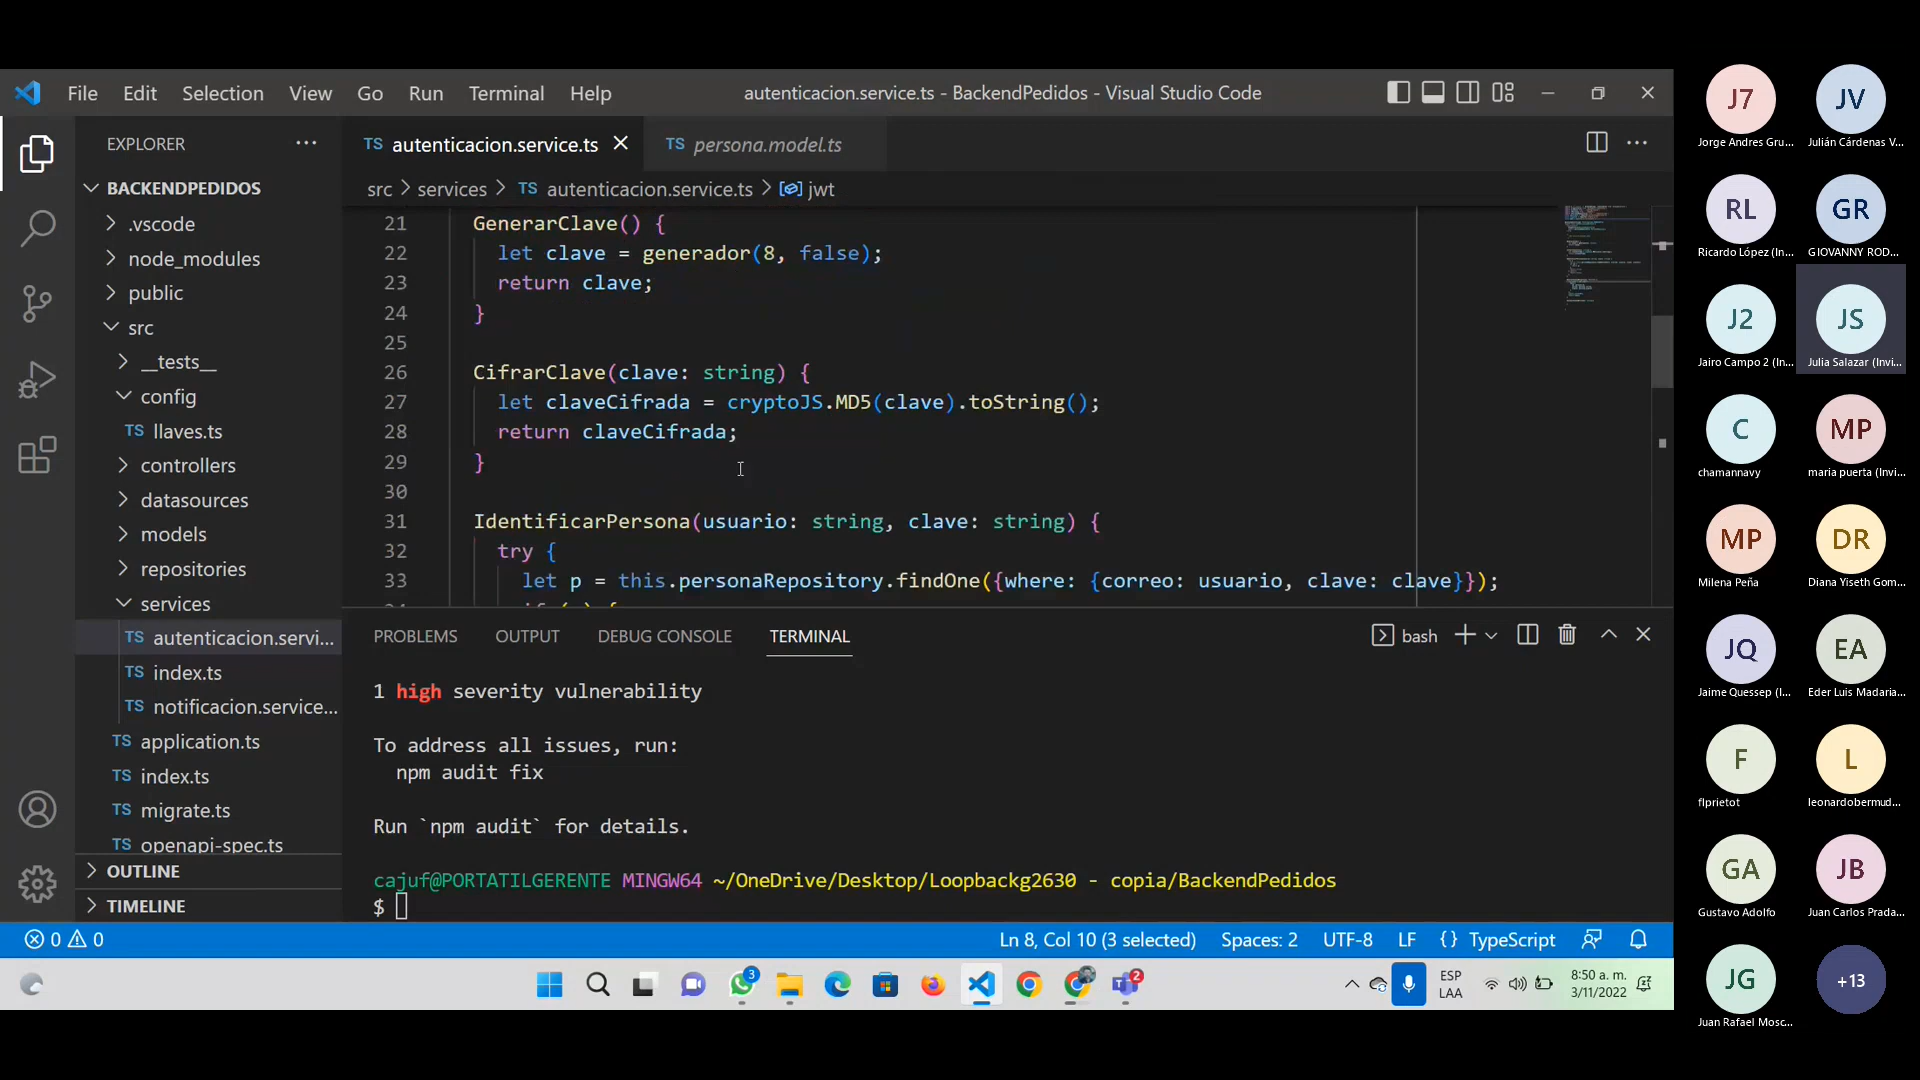 File Edit Selection View Go Run Terminal Help
autenticacion.service.ts - BackendPedidos - Visual Studio Code
EXPLORER
BACKENDPEDIDOS
.vscode
node_modules
public
src
__tests__
config
TS llaves.ts
controllers
datasources
models
repositories
services
TS autenticacion.servi...
TS index.ts
TS notificacion.service...
TS application.ts
TS index.ts
TS migrate.ts
TS openapi-spec.ts
OUTLINE
TIMELINE
TS autenticacion.service.ts
TS persona.model.ts
src > services > TS autenticacion.service.ts > jwt
21 GenerarClave() {
22 let clave = generador(8, false);
23 return clave;
24 }
25
26 CifrarClave(clave: string) {
27 let claveCifrada = cryptoJS.MD5(clave).toString();
28 return claveCifrada;
29 }
30
31 IdentificarPersona(usuario: string, clave: string) {
32 try {
33 let p = this.personaRepository.findOne({where: {correo: usuario, clave: clave}});
PROBLEMS OUTPUT DEBUG CONSOLE TERMINAL
bash
1 high severity vulnerability
To address all issues, run:
npm audit fix
Run `npm audit` for details.
cajuf@PORTATILGERENTE MINGW64 ~/OneDrive/Desktop/Loopbackg2630 - copia/BackendPedidos
$
0 0
Ln 8, Col 10 (3 selected) Spaces: 2 UTF-8 LF {} TypeScript
3
2
ESP
LAA
8:50 a. m.
3/11/2022
J7
Jorge Andres Gru...
JV
Julián Cárdenas V...
RL
Ricardo López (In...
GR
GIOVANNY ROD...
J2
Jairo Campo 2 (In...
JS
Julia Salazar (Invi...
C
chamannavy
MP
maria puerta (Invi...
MP
Milena Peña
DR
Diana Yiseth Gom...
JQ
Jaime Quessep (I...
EA
Eder Luis Madaria...
F
flprietot
L
leonardobermud...
GA
Gustavo Adolfo
JB
Juan Carlos Prada...
JG
Juan Rafael Mosc...
+13